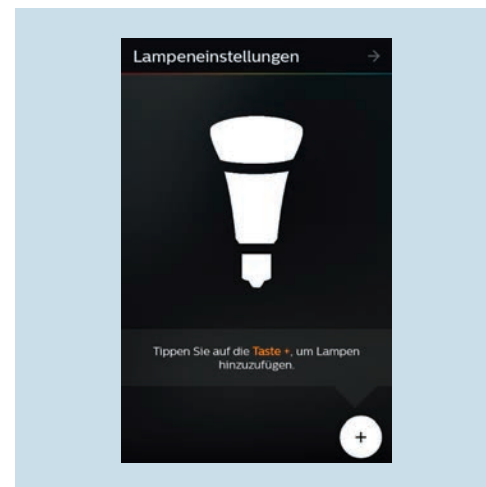 Lampeneinstellungen
Tippen Sie auf die Taste +, um Lampen
hinzuzufügen.
+